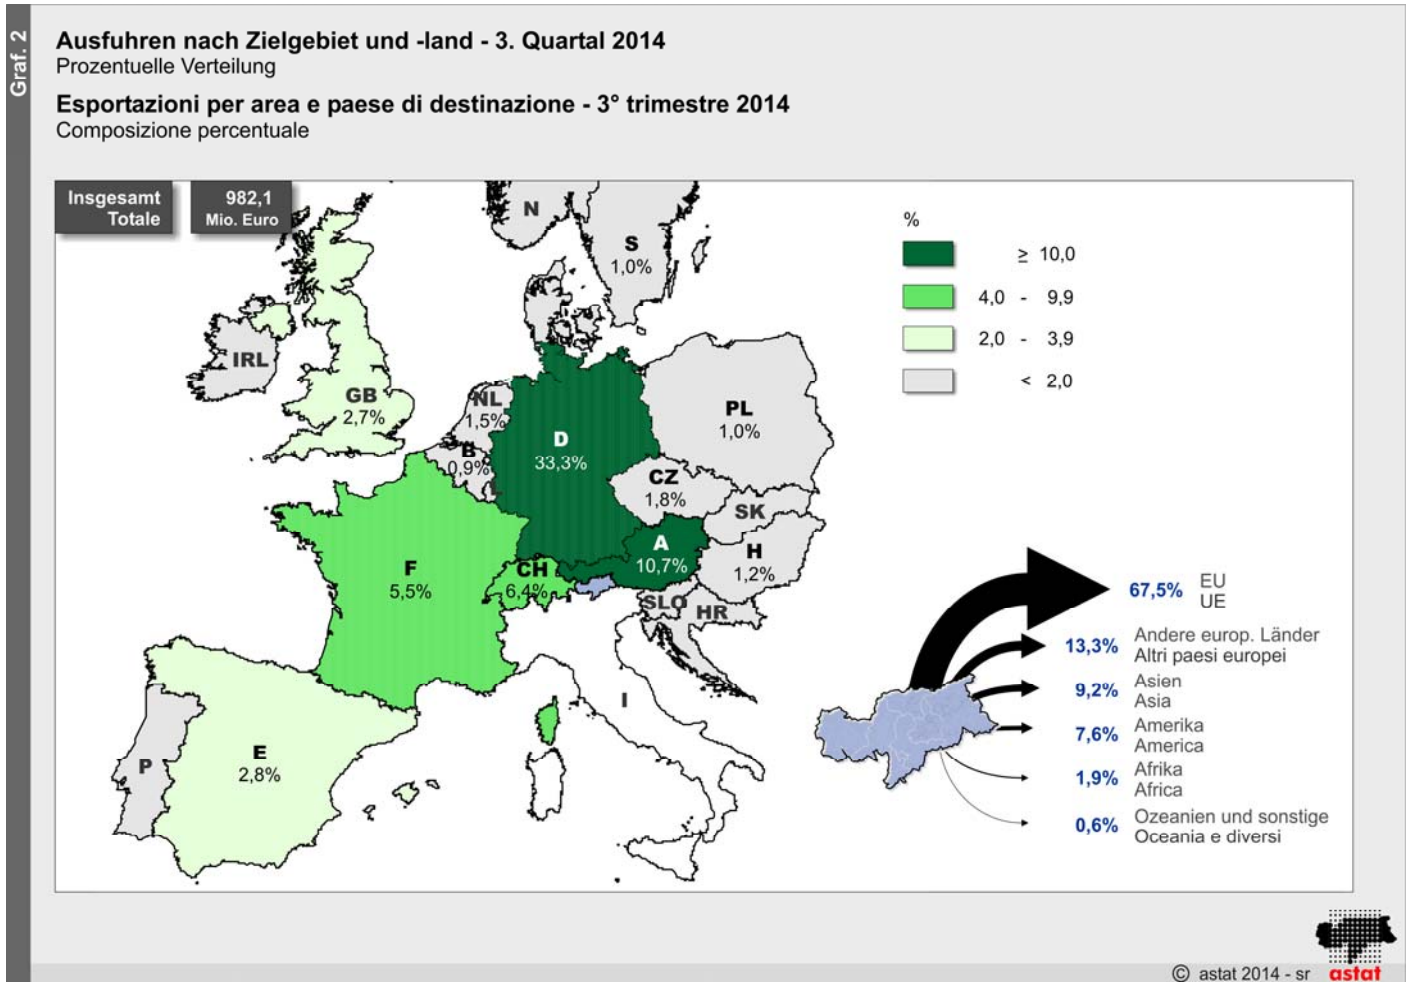 Graf. 2
Ausfuhren nach Zielgebiet und -land - 3. Quartal 2014
Prozentuelle Verteilung
Esportazioni per area e paese di destinazione - 3° trimestre 2014
Composizione percentuale
Insgesamt
Totale
982,1
Mio. Euro
N
S
1,0%
IRL
GB
2,7%
NL
1,5%
B
0,9%
L
D
33,3%
PL
1,0%
CZ
1,8%
SK
A
10,7%
H
1,2%
F
5,5%
CH
6,4%
SLO
HR
I
P
E
2,8%
%
≥ 10,0
4,0 - 9,9
2,0 - 3,9
< 2,0
67,5% EU
UE
13,3% Andere europ. Länder
Altri paesi europei
9,2% Asien
Asia
7,6% Amerika
America
1,9% Afrika
Africa
0,6% Ozeanien und sonstige
Oceania e diversi
© astat 2014 - sr
astat